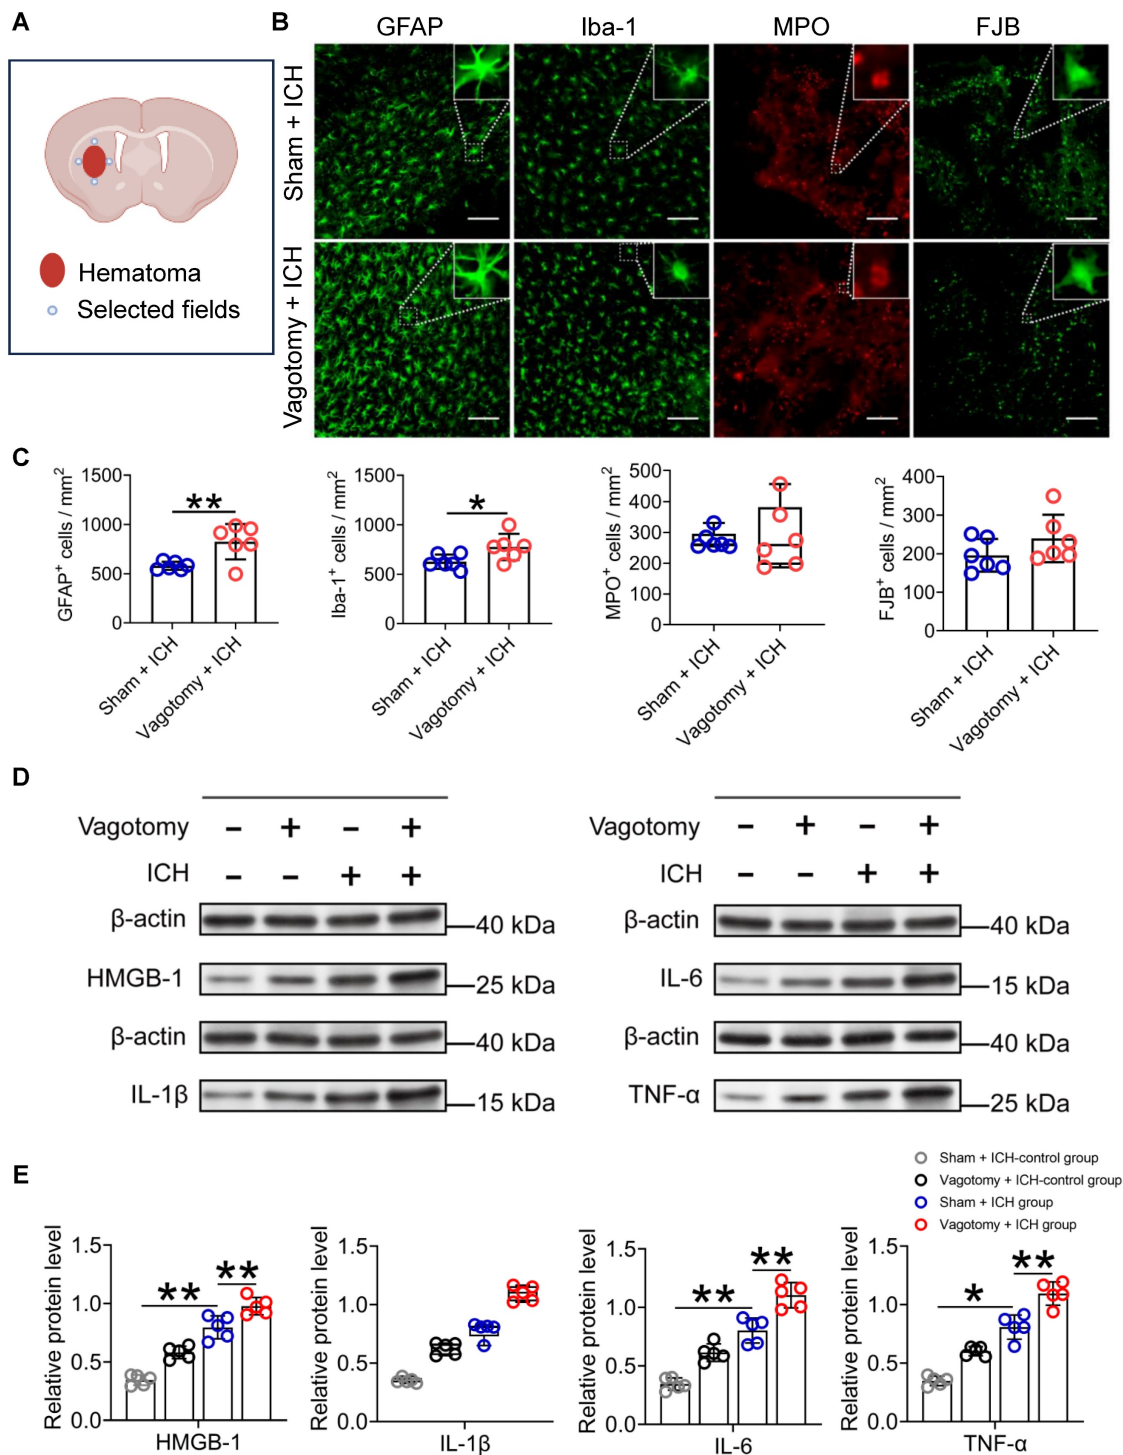 A
Hematoma
Selected fields
B
GFAP Iba-1 MPO FJB
Sham + ICH
Vagotomy + ICH
C
GFAP⁺ cells / mm²
1500
1000
500
0
**
Sham + ICH
Vagotomy + ICH
Iba-1⁺ cells / mm²
1500
1000
500
0
*
Sham + ICH
Vagotomy + ICH
MPO⁺ cells / mm²
500
400
300
200
100
0
Sham + ICH
Vagotomy + ICH
FJB⁺ cells / mm²
400
300
200
100
0
Sham + ICH
Vagotomy + ICH
D
Vagotomy − + − +
ICH − − + +
β-actin 40 kDa
HMGB-1 25 kDa
β-actin 40 kDa
IL-1β 15 kDa
Vagotomy − + − +
ICH − − + +
β-actin 40 kDa
IL-6 15 kDa
β-actin 40 kDa
TNF-α 25 kDa
E
Sham + ICH-control group
Vagotomy + ICH-control group
Sham + ICH group
Vagotomy + ICH group
Relative protein level
1.5
1.0
0.5
0.0
** **
HMGB-1
Relative protein level
1.5
1.0
0.5
0.0
IL-1β
Relative protein level
1.5
1.0
0.5
0.0
** **
IL-6
Relative protein level
1.5
1.0
0.5
0.0
* **
TNF-α